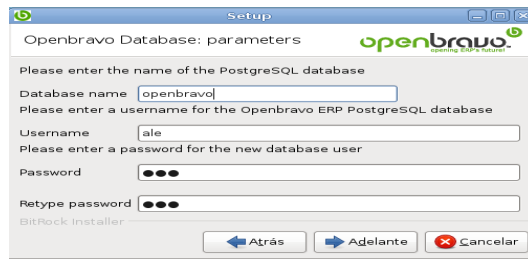 Setup
Openbravo Database: parameters
openbravo
opening ERP's future!
Please enter the name of the PostgreSQL database
Database name openbravo
Please enter a username for the Openbravo ERP PostgreSQL database
Username ale
Please enter a password for the new database user
Password ●●●
Retype password ●●●
BitRock Installer
Atrás Adelante Cancelar